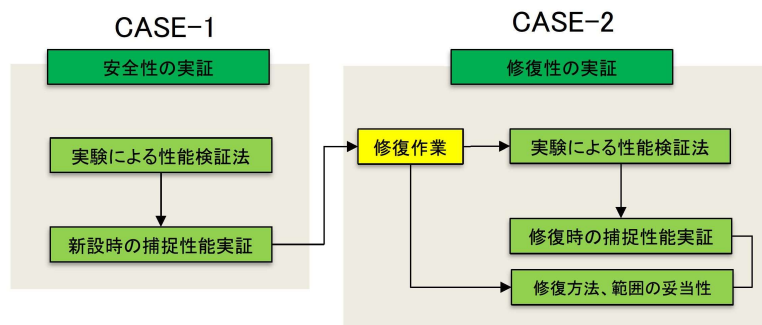 CASE-1
安全性の実証
実験による性能検証法
新設時の捕捉性能実証
CASE-2
修復性の実証
修復作業
実験による性能検証法
修復時の捕捉性能実証
修復方法、範囲の妥当性